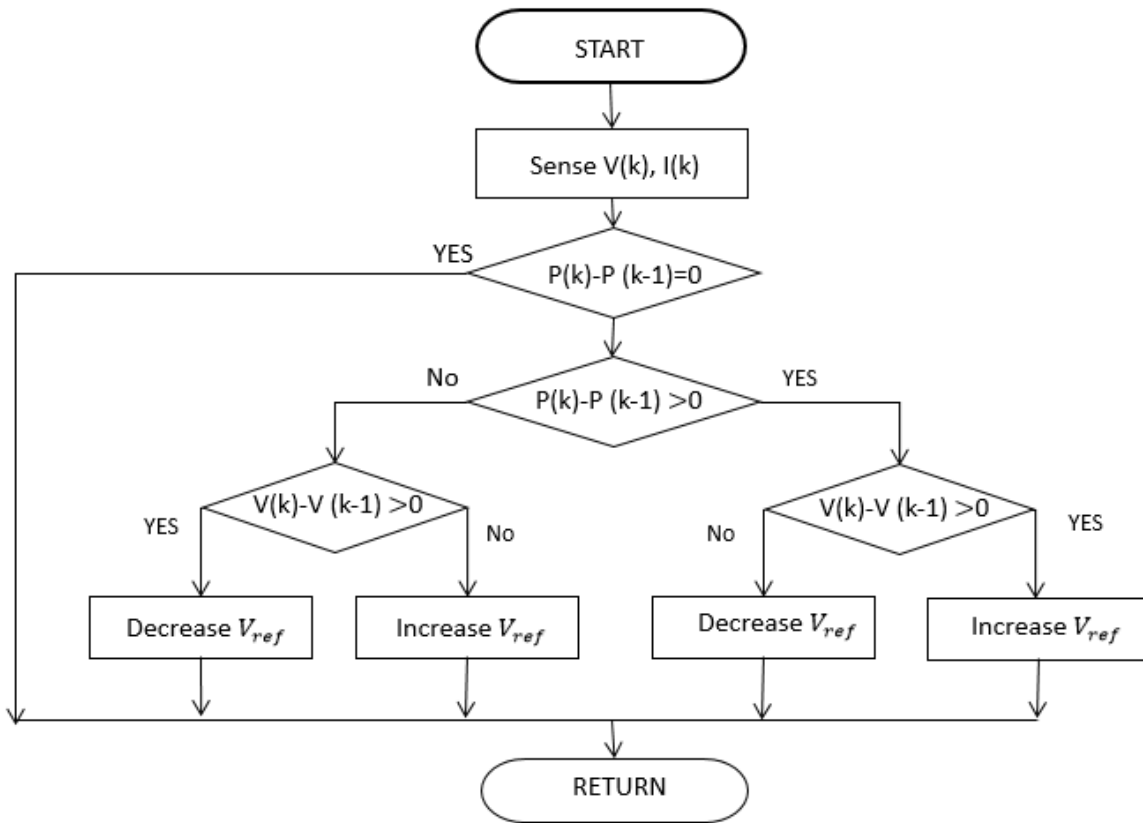 START
Sense V(k), I(k)
YES
P(k)-P (k-1)=0
No
P(k)-P (k-1) >0
YES
V(k)-V (k-1) >0
YES
No
V(k)-V (k-1) >0
No
YES
Decrease V_ref
Increase V_ref
Decrease V_ref
Increase V_ref
RETURN